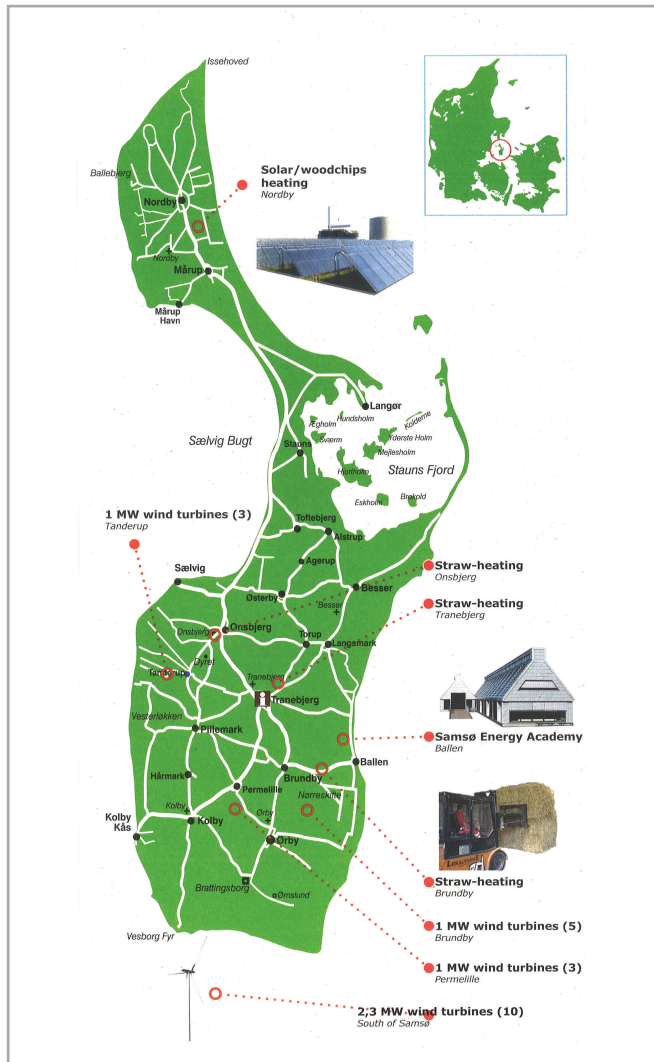 Issehoved
Ballebjerg
Solar/woodchips
heating
Nordby
Nordby
Nordby
Mårup
Mårup
Havn
Langør
Kolderne
Hundsholm
Ægholm
Sværm
Yderste Holm
Mejlesholm
Sælvig Bugt
Stauns
Hjortholm
Stauns Fjord
Eskholm
Brokold
1 MW wind turbines (3)
Tanderup
Toftebjerg
Alstrup
Agerup
Straw-heating
Onsbjerg
Sælvig
Besser
Østerby
Besser
Straw-heating
Tranebjerg
Onsbjerg
Onsbjerg
Torup
Langemark
Dyret
Tanderup
Tranebjerg
Tranebjerg
Vesterløkken
Pillemark
Samsø Energy Academy
Ballen
Ballen
Brundby
Hårmark
Permelille
Nørreskifte
Kolby
Kolby
Kås
Kolby
Ørby
Ørby
Brattingsborg
Ørnslund
Straw-heating
Brundby
1 MW wind turbines (5)
Brundby
Vesborg Fyr
1 MW wind turbines (3)
Permelille
2,3 MW wind turbines (10)
South of Samsø